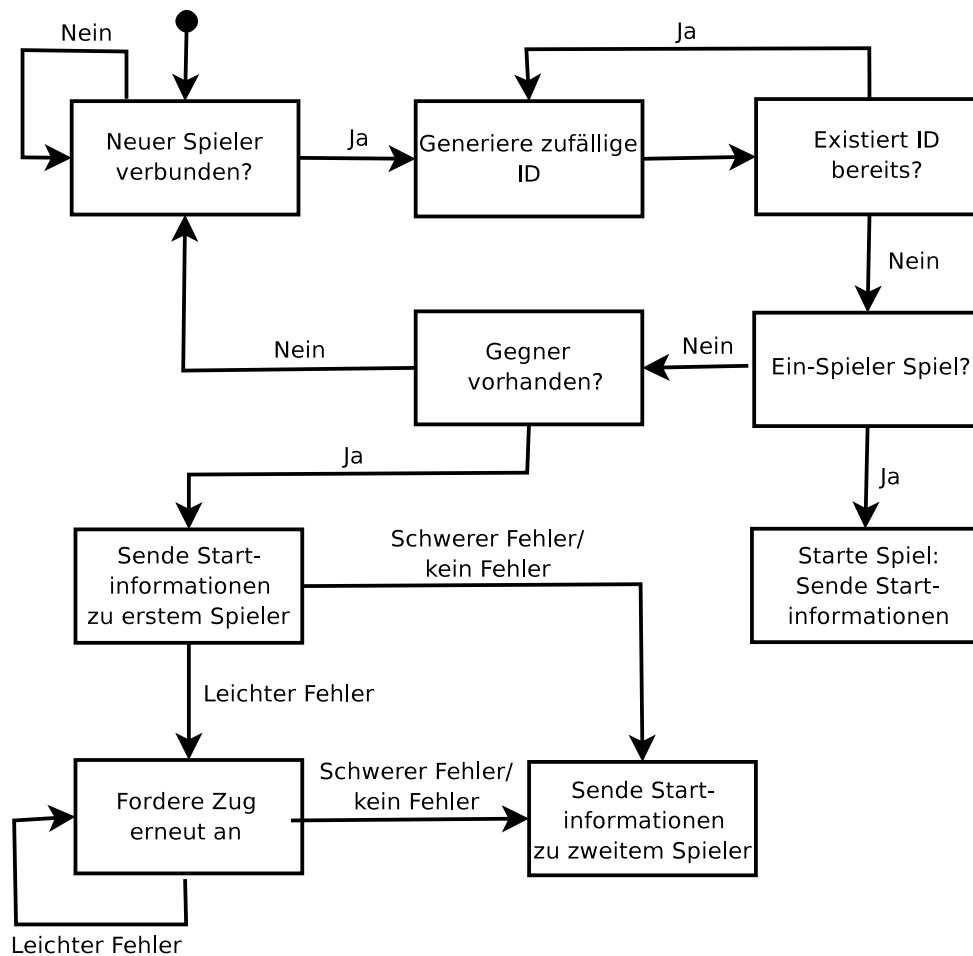 Nein
Ja
Neuer Spieler
verbunden?
Ja
Generiere zufällige
ID
Existiert ID
bereits?
Nein
Gegner
vorhanden?
Nein
Nein
Ein-Spieler Spiel?
Ja
Ja
Sende Start-
informationen
zu erstem Spieler
Schwerer Fehler/
kein Fehler
Starte Spiel:
Sende Start-
informationen
Leichter Fehler
Fordere Zug
erneut an
Schwerer Fehler/
kein Fehler
Sende Start-
informationen
zu zweitem Spieler
Leichter Fehler